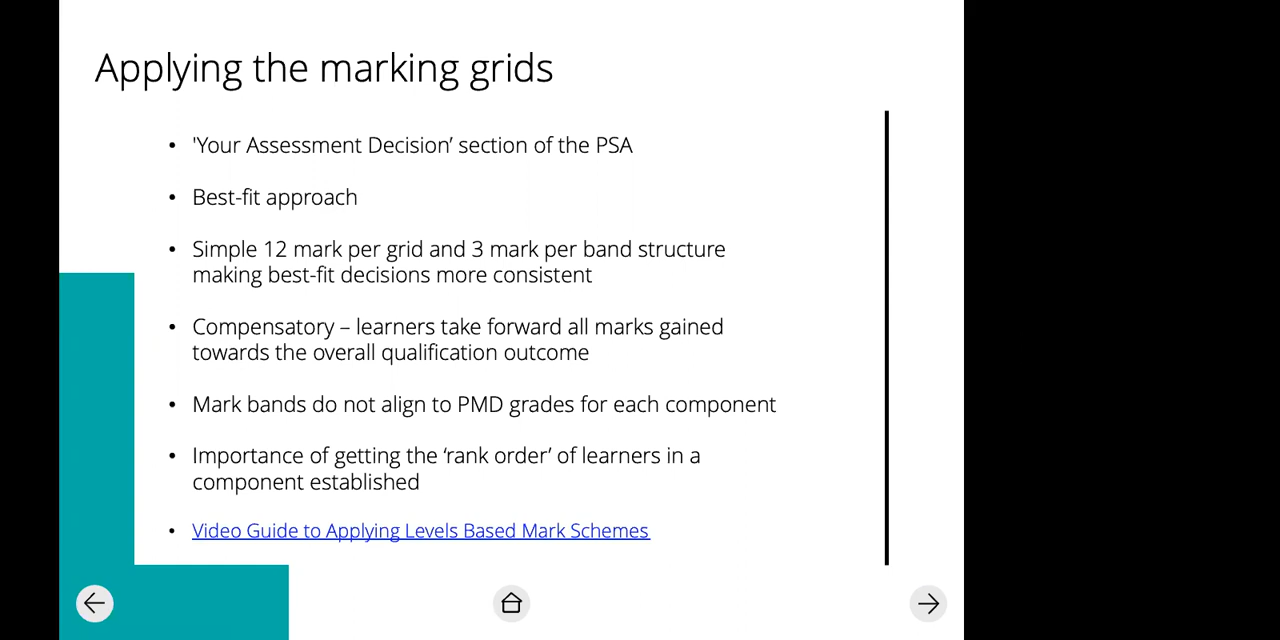 Applying the marking grids
• 'Your Assessment Decision’ section of the PSA
• Best-fit approach
• Simple 12 mark per grid and 3 mark per band structure
making best-fit decisions more consistent
• Compensatory – learners take forward all marks gained
towards the overall qualification outcome
• Mark bands do not align to PMD grades for each component
• Importance of getting the ‘rank order’ of learners in a
component established
• Video Guide to Applying Levels Based Mark Schemes